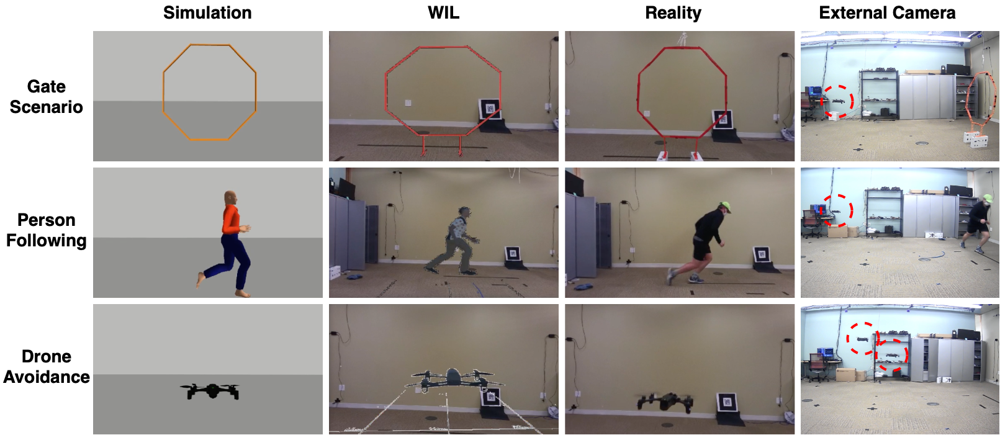 Simulation
WIL
Reality
External Camera
Gate
Scenario
Person
Following
Drone
Avoidance